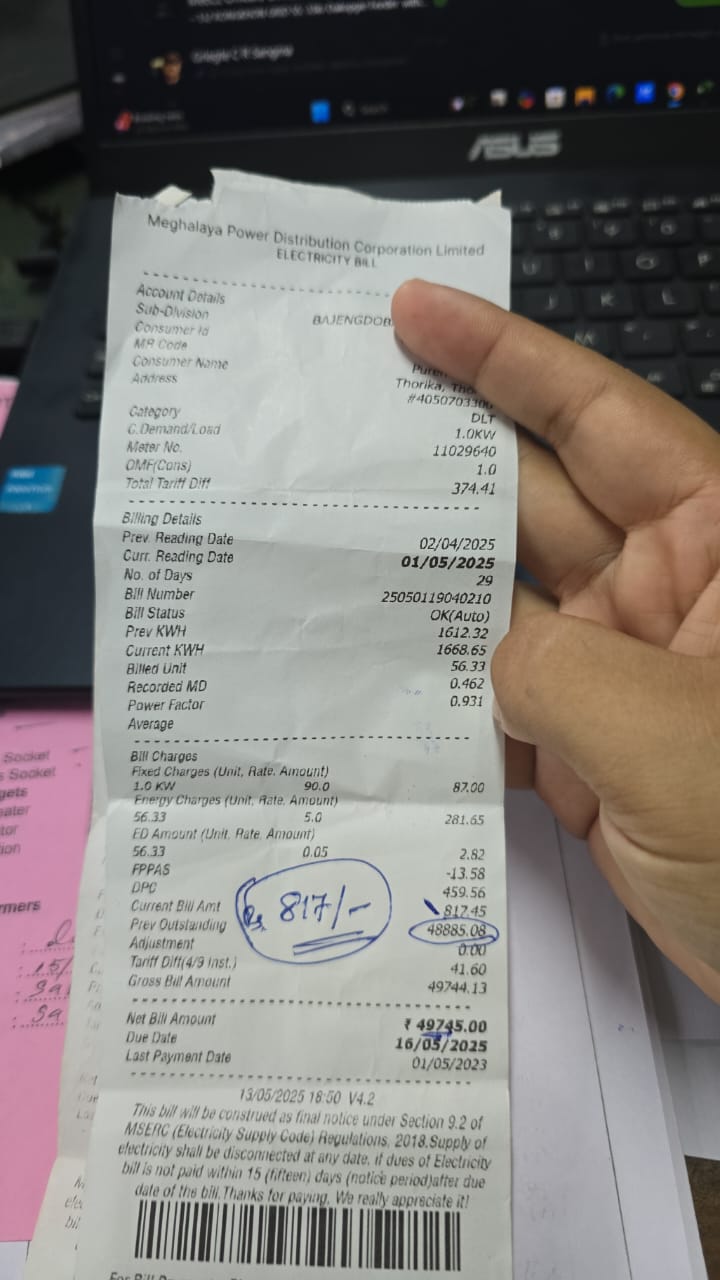 ASUS
Meghalaya Power Distribution Corporation Limited
ELECTRICITY BILL
Account Details
Sub-Division BAJENGDOB
Consumer Id
MR Code
Consumer Name
Address Thorika,
#4050703300
Category DLT
C.Demand/Load 1.0KW
Meter No. 11029640
OMF(Cons) 1.0
Total Tariff Diff 374.41
Billing Details
Prev. Reading Date 02/04/2025
Curr. Reading Date 01/05/2025
No. of Days 29
Bill Number 25050119040210
Bill Status OK(Auto)
Prev KWH 1612.32
Current KWH 1668.65
Billed Unit 56.33
Recorded MD 0.462
Power Factor 0.931
Average
Bill Charges
Fixed Charges (Unit, Rate, Amount)
1.0 KW 90.0 87.00
Energy Charges (Unit, Rate, Amount)
56.33 5.0 281.65
ED Amount (Unit, Rate, Amount)
56.33 0.05 2.82
FPPAS -13.58
DPC 459.56
Current Bill Amt 817.45
Rs. 817/-
Prev Outstanding 48885.08
Adjustment 0.00
Tariff Diff(4/9 Inst.) 41.60
Gross Bill Amount 49744.13
Net Bill Amount ₹ 49745.00
Due Date 16/05/2025
Last Payment Date 01/05/2023
13/05/2025 18:50 V4.2
This bill will be construed as final notice under Section 9.2 of
MSERC (Electricity Supply Code) Regulations, 2018.Supply of
electricity shall be disconnected at any date, if dues of Electricity
bill is not paid within 15 (fifteen) days (notice period)after due
date of the bill.Thanks for paying. We really appreciate it!
Socket
Socket